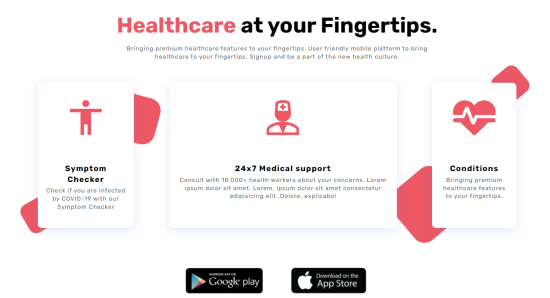 Healthcare at your Fingertips.
Bringing premium healthcare features to your fingertips. User friendly mobile platform to bring
healthcare to your fingertips. Signup and be a part of the new health culture.
Symptom
Checker
Check if you are infected
by COVID-19 with our
Symptom Checker
24x7 Medical support
Consult with 10,000+ health workers about your concerns. Lorem
ipsum dolor sit amet. Lorem, ipsum dolor sit amet consectetur
adipisicing elit. Dolore, explicabo!
Conditions
Bringing premium
healthcare features
to your fingertips.
ANDROID APP ON
Google play
Download on the
App Store